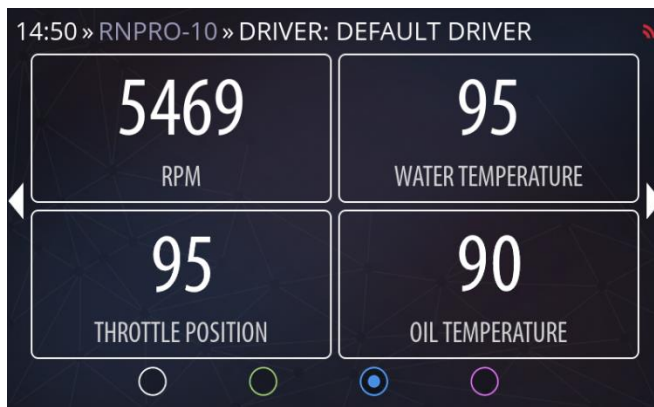 14:50 » RNPRO-10 » DRIVER: DEFAULT DRIVER
5469
RPM
95
WATER TEMPERATURE
95
THROTTLE POSITION
90
OIL TEMPERATURE